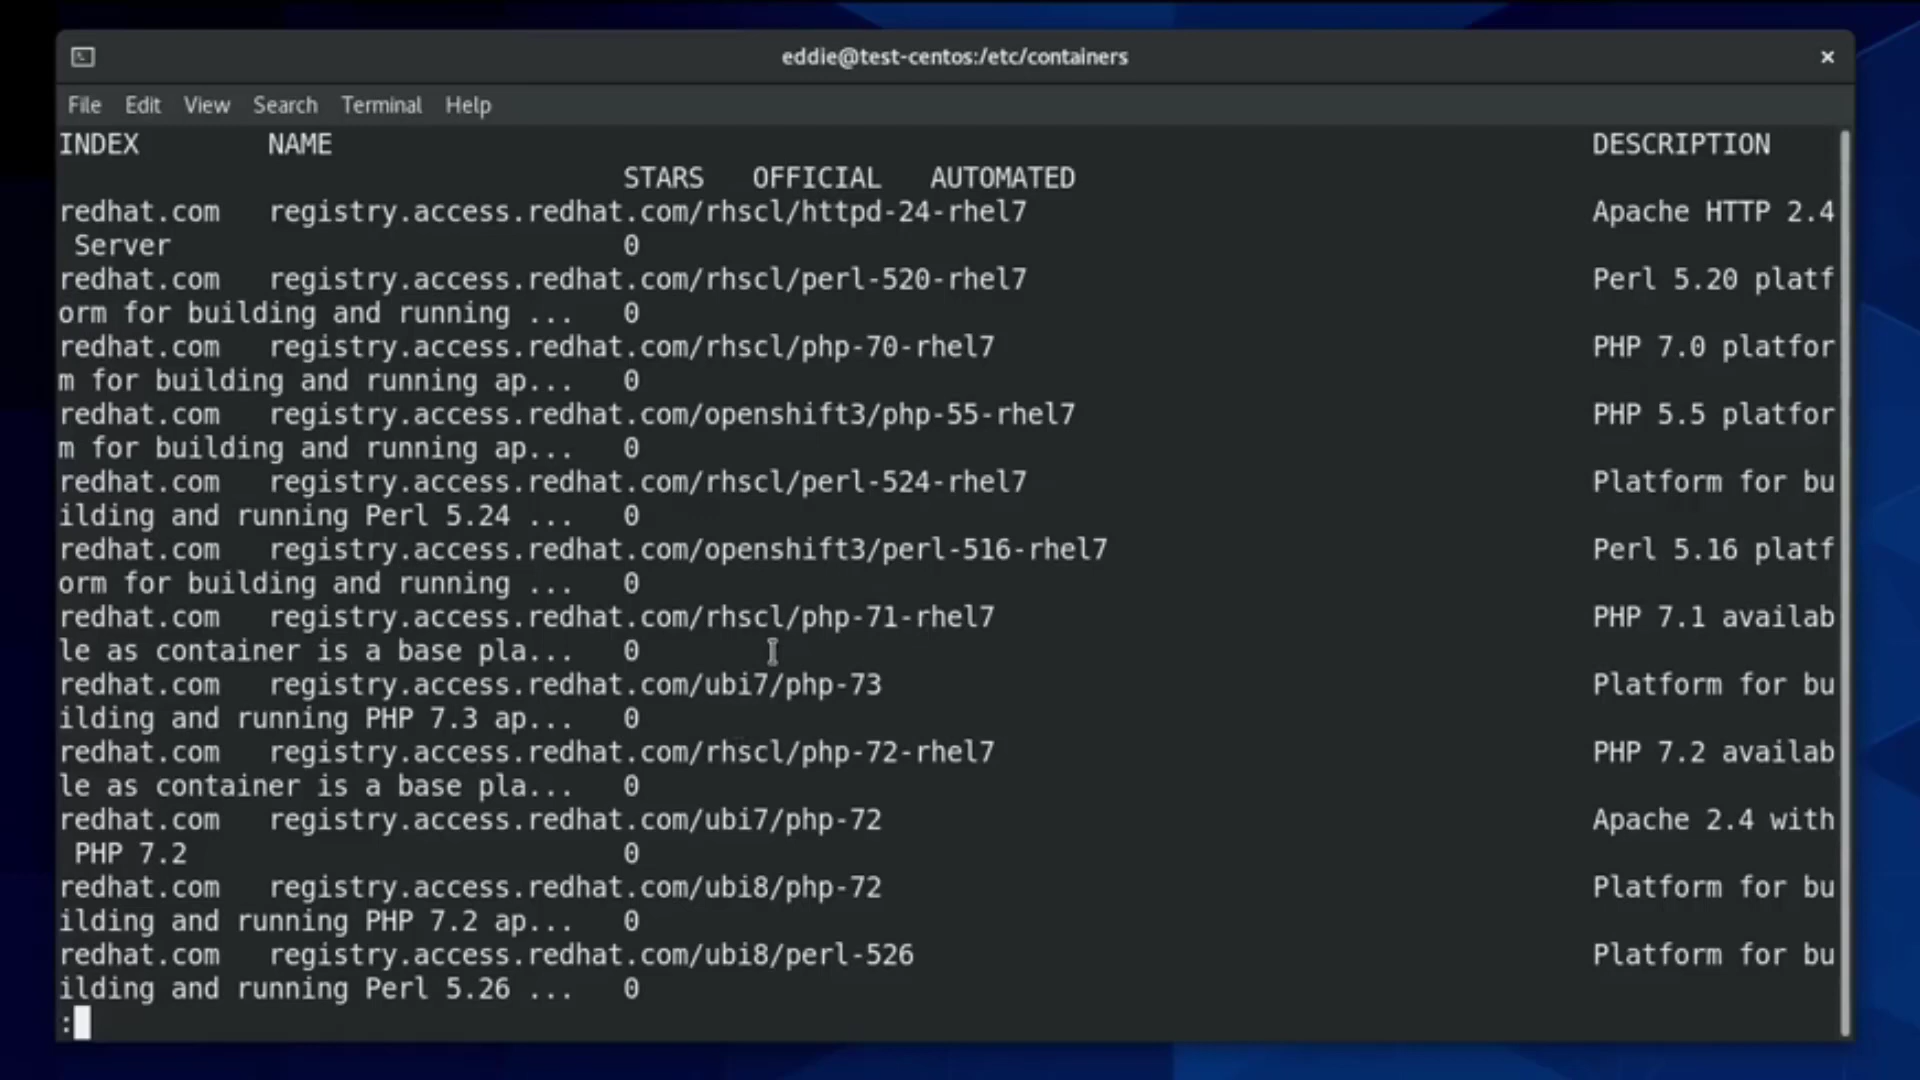 eddie@test-centos:/etc/containers
×
File Edit View Search Terminal Help
INDEX NAME DESCRIPTION
STARS OFFICIAL AUTOMATED
redhat.com registry.access.redhat.com/rhscl/httpd-24-rhel7 Apache HTTP 2.4
Server 0
redhat.com registry.access.redhat.com/rhscl/perl-520-rhel7 Perl 5.20 platf
orm for building and running ... 0
redhat.com registry.access.redhat.com/rhscl/php-70-rhel7 PHP 7.0 platfor
m for building and running ap... 0
redhat.com registry.access.redhat.com/openshift3/php-55-rhel7 PHP 5.5 platfor
m for building and running ap... 0
redhat.com registry.access.redhat.com/rhscl/perl-524-rhel7 Platform for bu
ilding and running Perl 5.24 ... 0
redhat.com registry.access.redhat.com/openshift3/perl-516-rhel7 Perl 5.16 platf
orm for building and running ... 0
redhat.com registry.access.redhat.com/rhscl/php-71-rhel7 PHP 7.1 availab
le as container is a base pla... 0
redhat.com registry.access.redhat.com/ubi7/php-73 Platform for bu
ilding and running PHP 7.3 ap... 0
redhat.com registry.access.redhat.com/rhscl/php-72-rhel7 PHP 7.2 availab
le as container is a base pla... 0
redhat.com registry.access.redhat.com/ubi7/php-72 Apache 2.4 with
PHP 7.2 0
redhat.com registry.access.redhat.com/ubi8/php-72 Platform for bu
ilding and running PHP 7.2 ap... 0
redhat.com registry.access.redhat.com/ubi8/perl-526 Platform for bu
ilding and running Perl 5.26 ... 0
: